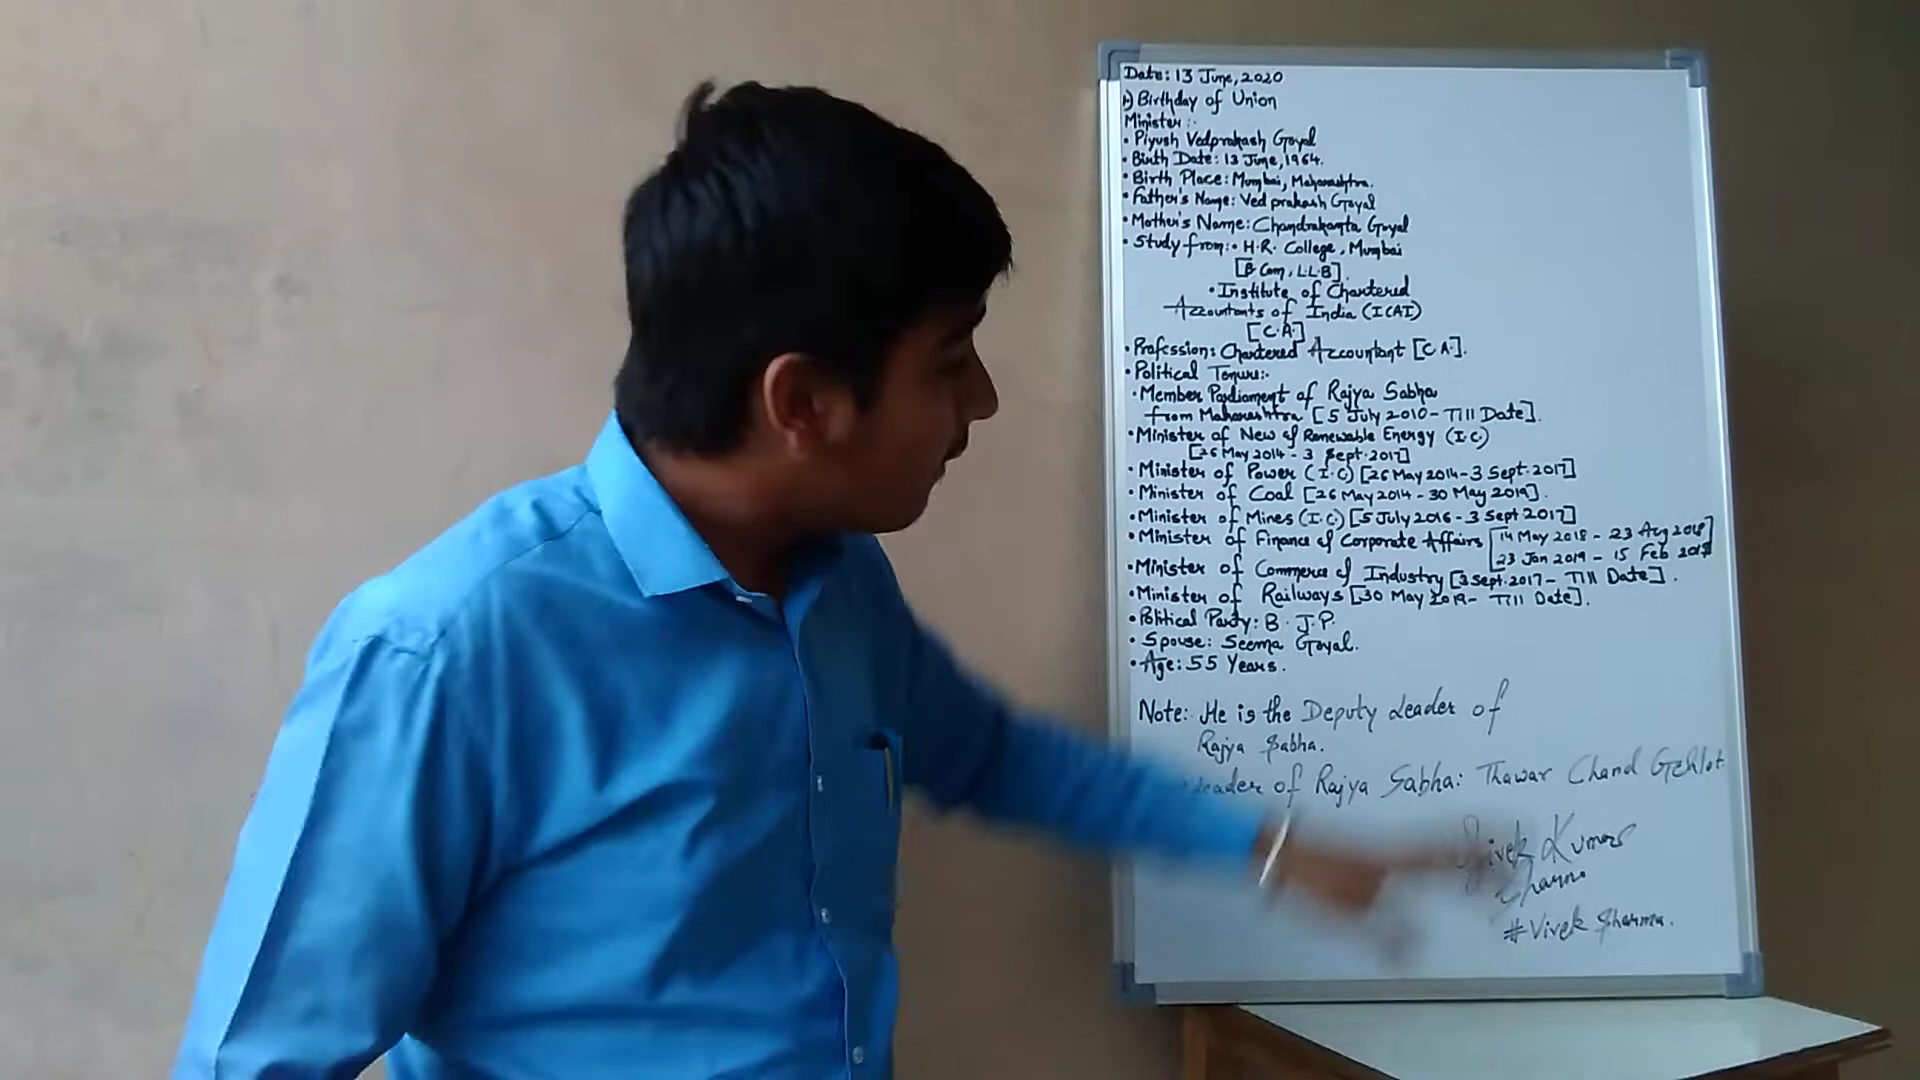 Date: 13 June, 2020
1) Birthday of Union
Minister:-
• Piyush Vedprakash Goyal
• Birth Date: 13 June, 1964.
• Birth Place: Mumbai, Maharashtra.
• Father's Name: Ved prakash Goyal
• Mother's Name: Chandrakanta Goyal
• Study from:• H.R. College, Mumbai
[B Com, L.L.B].
• Institute of Chartered
Accountants of India (ICAI)
[C.A.]
• Profession: Chartered Accountant [C A.].
• Political Tenure:-
• Member Parliament of Rajya Sabha
from Maharashtra [5 July 2010 - Till Date].
• Minister of New & Renewable Energy (I.C.)
[26 May 2014 - 3 Sept. 2017]
• Minister of Power (I.C) [26 May 2014 - 3 Sept. 2017]
• Minister of Coal [26 May 2014 - 30 May 2019].
• Minister of Mines (I.C.) [5 July 2016 - 3 Sept 2017]
• Minister of Finance & Corporate Affairs [14 May 2018 - 23 Aug 2018]
[23 Jan 2019 - 15 Feb 2019]
• Minister of Commerce & Industry [3 Sept. 2017 - Till Date].
• Minister of Railways [30 May 2019 - Till Date].
• Political Party: B. J. P.
• Spouse: Seema Goyal.
• Age: 55 Years.
Note: He is the Deputy Leader of
Rajya Sabha.
Leader of Rajya Sabha: Thawar Chand Gehlot.
Vivek Kumar
Sharma
#Vivek Sharma.